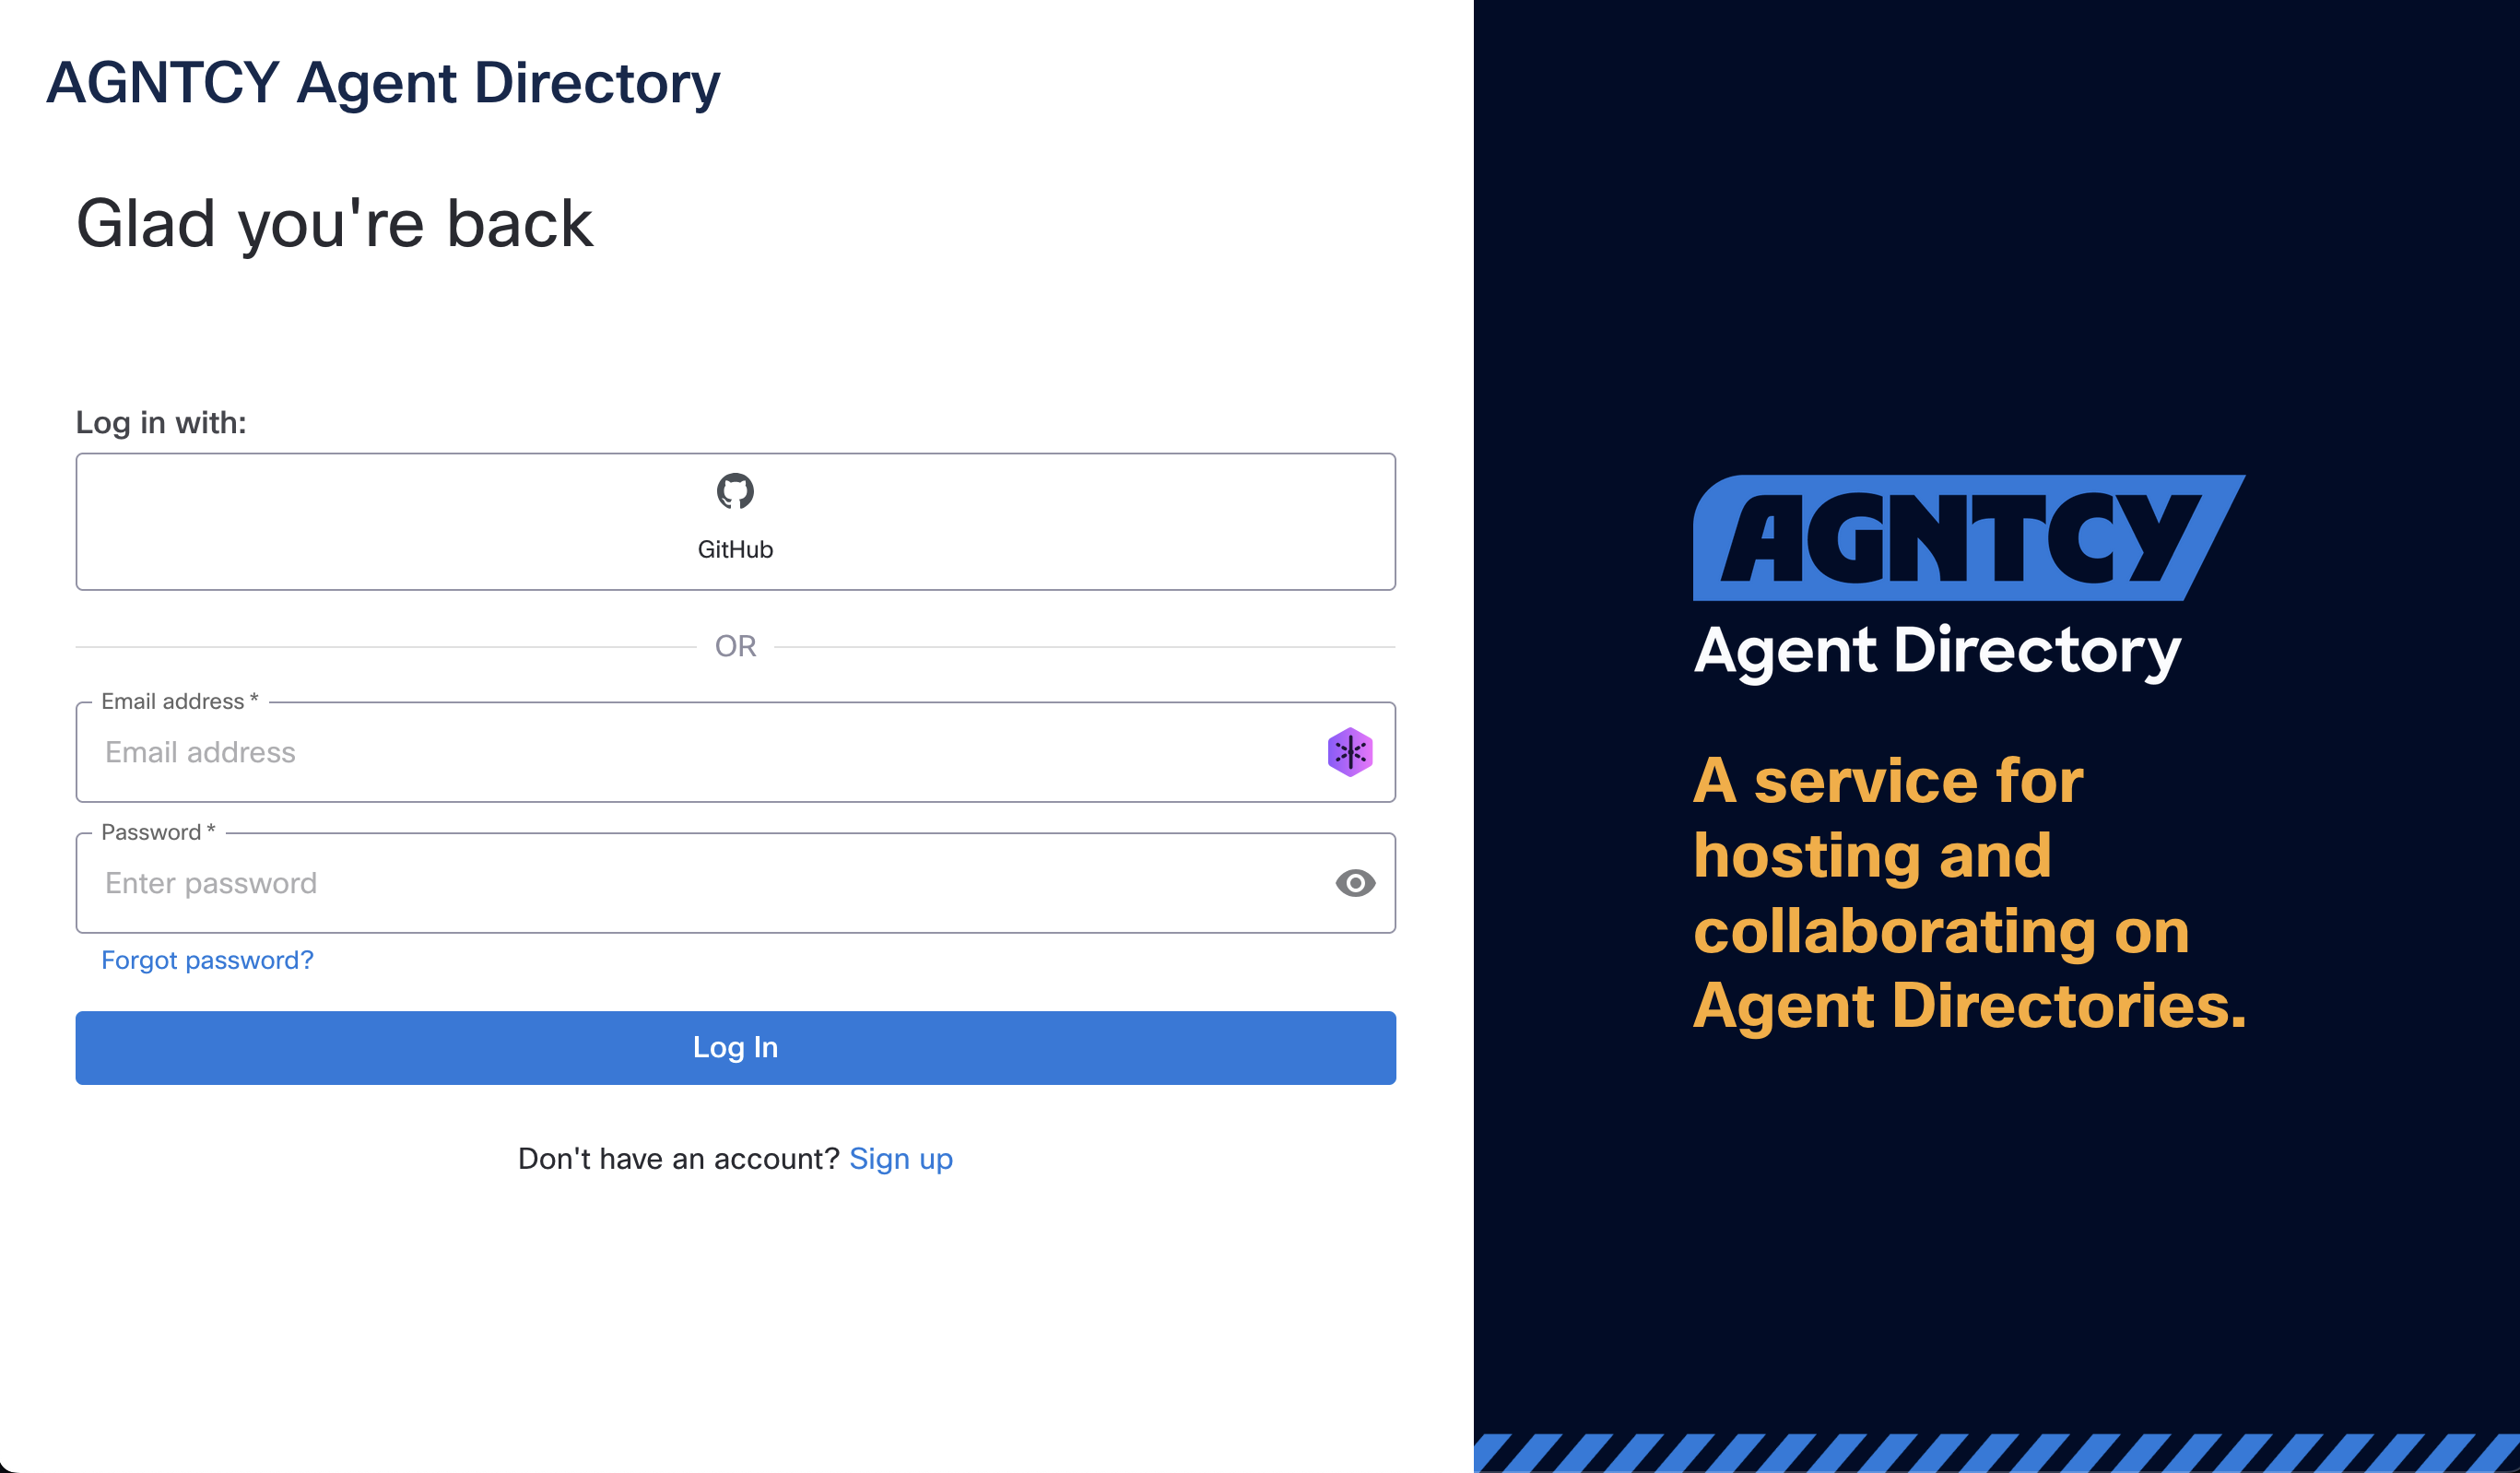 AGNTCY Agent Directory
Glad you're back
Log in with:
GitHub
OR
Email address *
Email address
Password *
Enter password
Forgot password?
Log In
Don't have an account? Sign up
AGNTCY
Agent Directory
A service for
hosting and
collaborating on
Agent Directories.